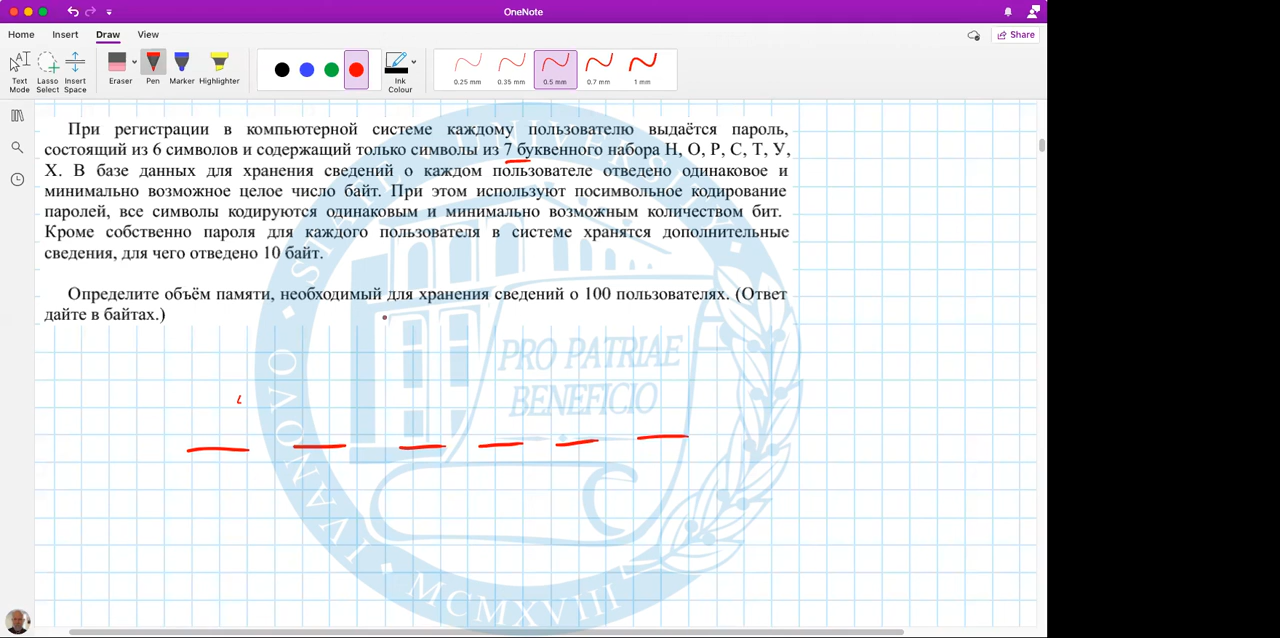 OneNote
Home Insert Draw View
Share
Text Mode
Lasso Select
Insert Space
Eraser
Pen
Marker
Highlighter
Ink Colour
0.25 mm 0.35 mm 0.5 mm 0.7 mm 1 mm
При регистрации в компьютерной системе каждому пользователю выдаётся пароль,
состоящий из 6 символов и содержащий только символы из 7 буквенного набора Н, О, Р, С, Т, У,
Х. В базе данных для хранения сведений о каждом пользователе отведено одинаковое и
минимально возможное целое число байт. При этом используют посимвольное кодирование
паролей, все символы кодируются одинаковым и минимально возможным количеством бит.
Кроме собственно пароля для каждого пользователя в системе хранятся дополнительные
сведения, для чего отведено 10 байт.
Определите объём памяти, необходимый для хранения сведений о 100 пользователях. (Ответ
дайте в байтах.)
IVANOVO STATE UNIVERSITY
PRO PATRIAE
BENEFICIO
MCMXVIII